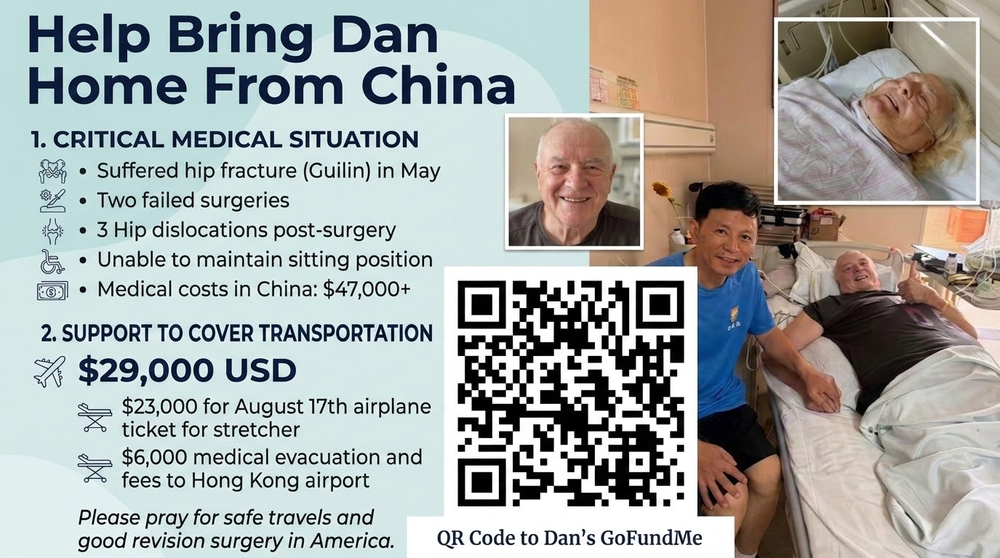 Help Bring Dan
Home From China
1. CRITICAL MEDICAL SITUATION
• Suffered hip fracture (Guilin) in May
• Two failed surgeries
• 3 Hip dislocations post-surgery
• Unable to maintain sitting position
• Medical costs in China: $47,000+
2. SUPPORT TO COVER TRANSPORTATION
$29,000 USD
$23,000 for August 17th airplane
ticket for stretcher
$6,000 medical evacuation and
fees to Hong Kong airport
Please pray for safe travels and
good revision surgery in America.
QR Code to Dan's GoFundMe